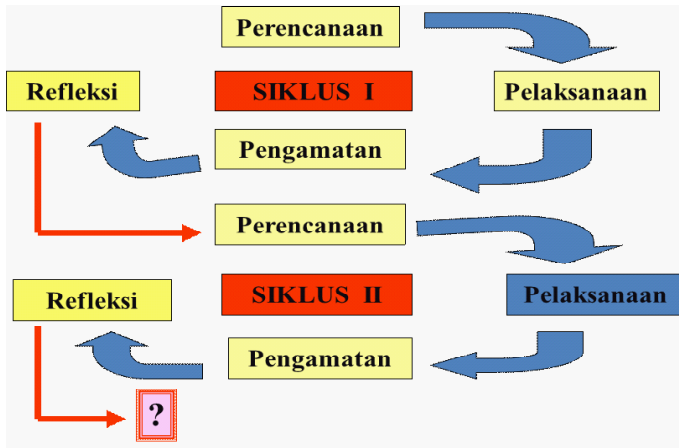 Perencanaan
Refleksi
SIKLUS I
Pelaksanaan
Pengamatan
Perencanaan
Refleksi
SIKLUS II
Pelaksanaan
Pengamatan
?